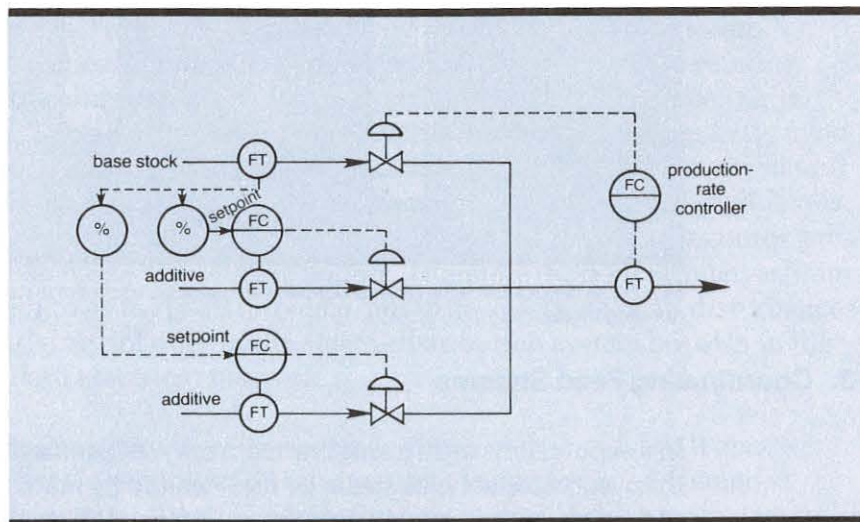 base stock
FT
FC
production-
rate
controller
%
%
setpoint
FC
additive
FT
FT
setpoint
FC
additive
FT